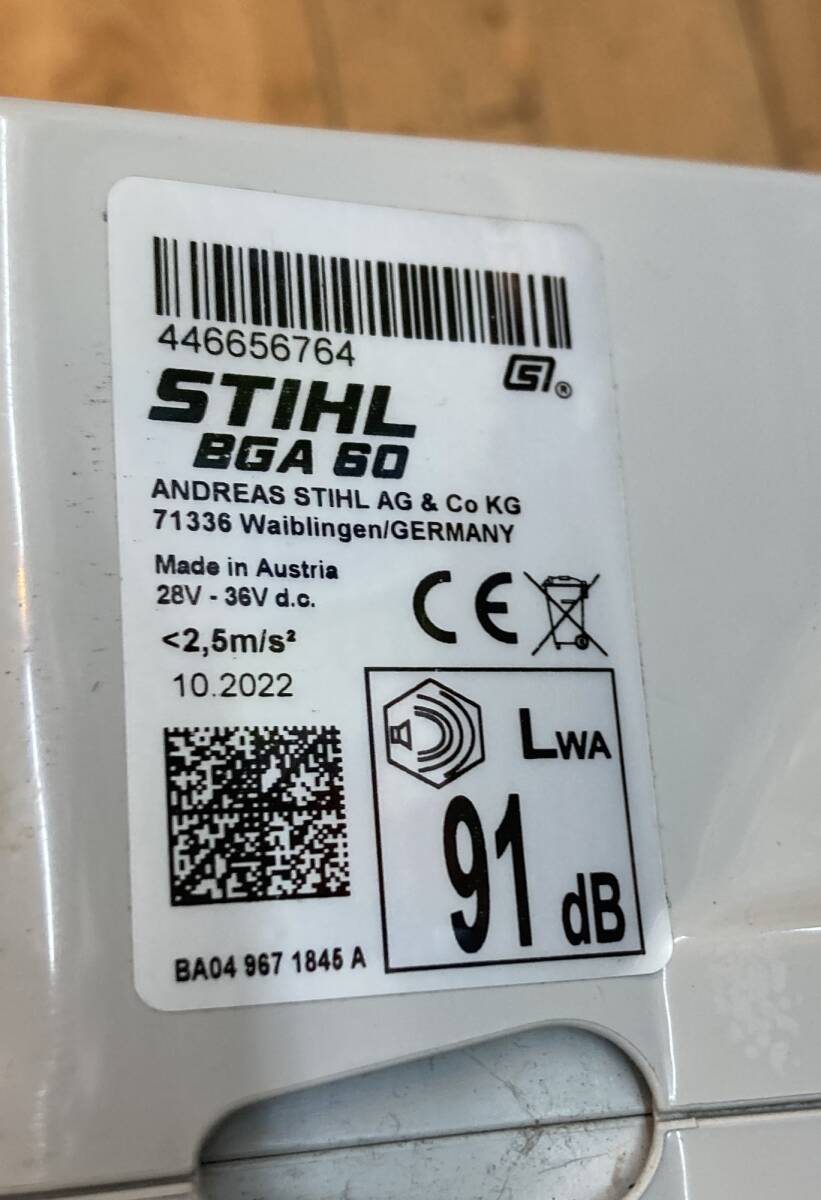 446656764
S®
STIHL
BGA 60
ANDREAS STIHL AG & Co KG
71336 Waiblingen/GERMANY
Made in Austria
28V - 36V d.c.
CE
<2,5m/s²
10.2022
LWA
91 dB
BA04 967 1845 A